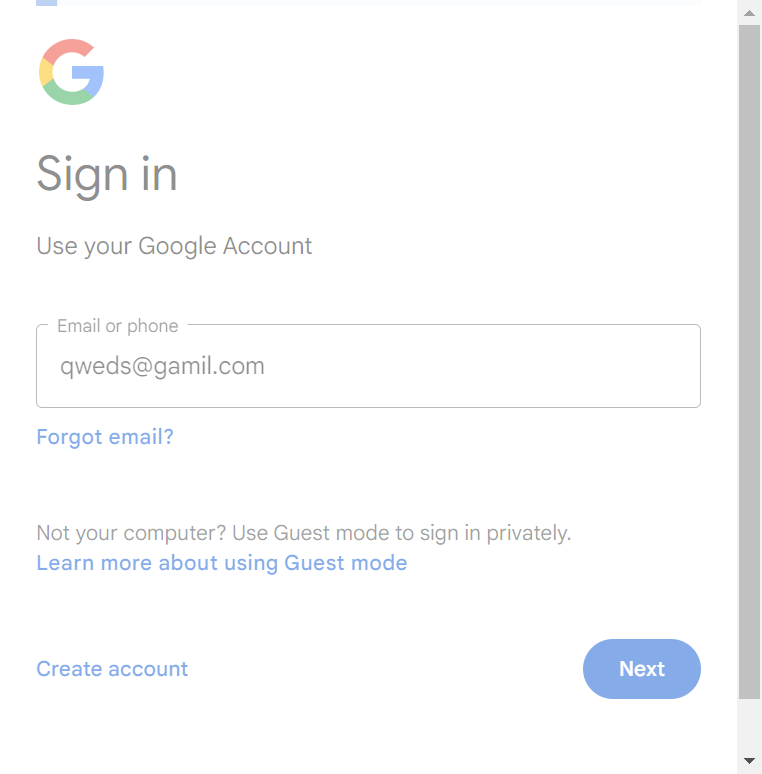 Sign in
Use your Google Account
Email or phone
qweds@gamil.com
Forgot email?
Not your computer? Use Guest mode to sign in privately.
Learn more about using Guest mode
Create account
Next